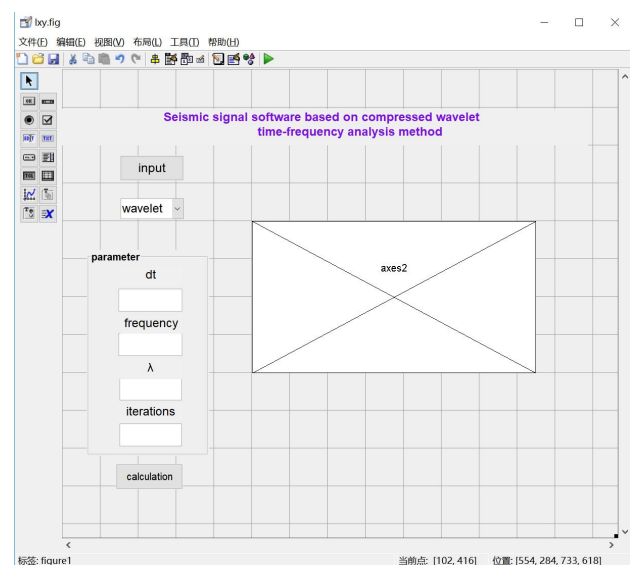 lxy.fig
文件(F) 编辑(E) 视图(V) 布局(L) 工具(T) 帮助(H)
Seismic signal software based on compressed wavelet
time-frequency analysis method
input
wavelet
parameter
dt
axes2
frequency
λ
iterations
calculation
标签: figure1 当前点: [102, 416] 位置: [554, 284, 733, 618]